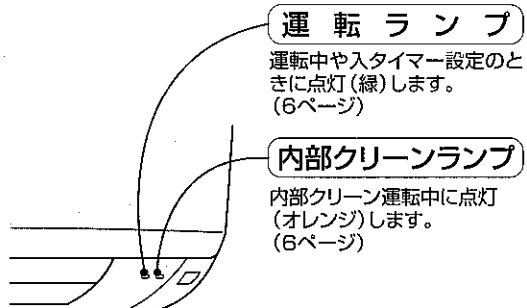 運転ランプ
運転中や入タイマー設定のと
きに点灯(緑)します。
(6ページ)
内部クリーンランプ
内部クリーン運転中に点灯
(オレンジ)します。
(6ページ)